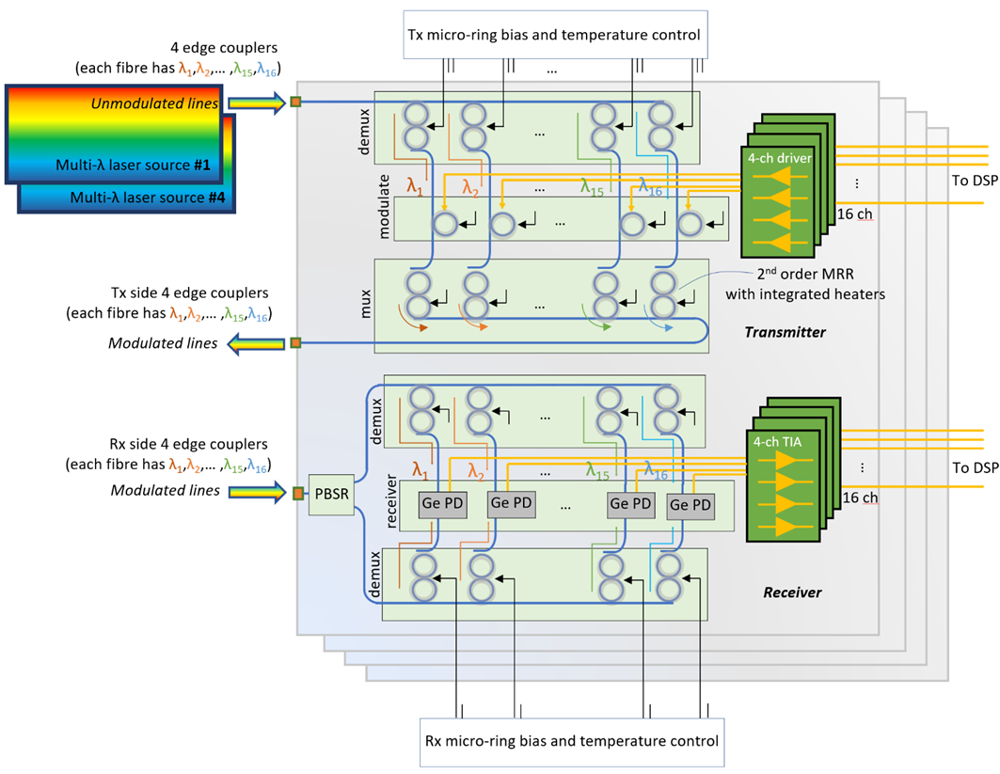 Tx micro-ring bias and temperature control
...
4 edge couplers
(each fibre has λ1,λ2,... ,λ15,λ16)
Unmodulated lines
Multi-λ laser source #1
Multi-λ laser source #4
demux
...
λ1
λ2
...
λ15
λ16
4-ch driver
...
To DSP
16 ch
modulate
...
2nd order MRR
with integrated heaters
mux
...
Transmitter
Tx side 4 edge couplers
(each fibre has λ1,λ2,... ,λ15,λ16)
Modulated lines
demux
...
Rx side 4 edge couplers
(each fibre has λ1,λ2,... ,λ15,λ16)
Modulated lines
PBSR
λ1
λ2
...
λ15
λ16
4-ch TIA
...
To DSP
16 ch
receiver
Ge PD
Ge PD
...
Ge PD
Ge PD
demux
...
Receiver
Rx micro-ring bias and temperature control